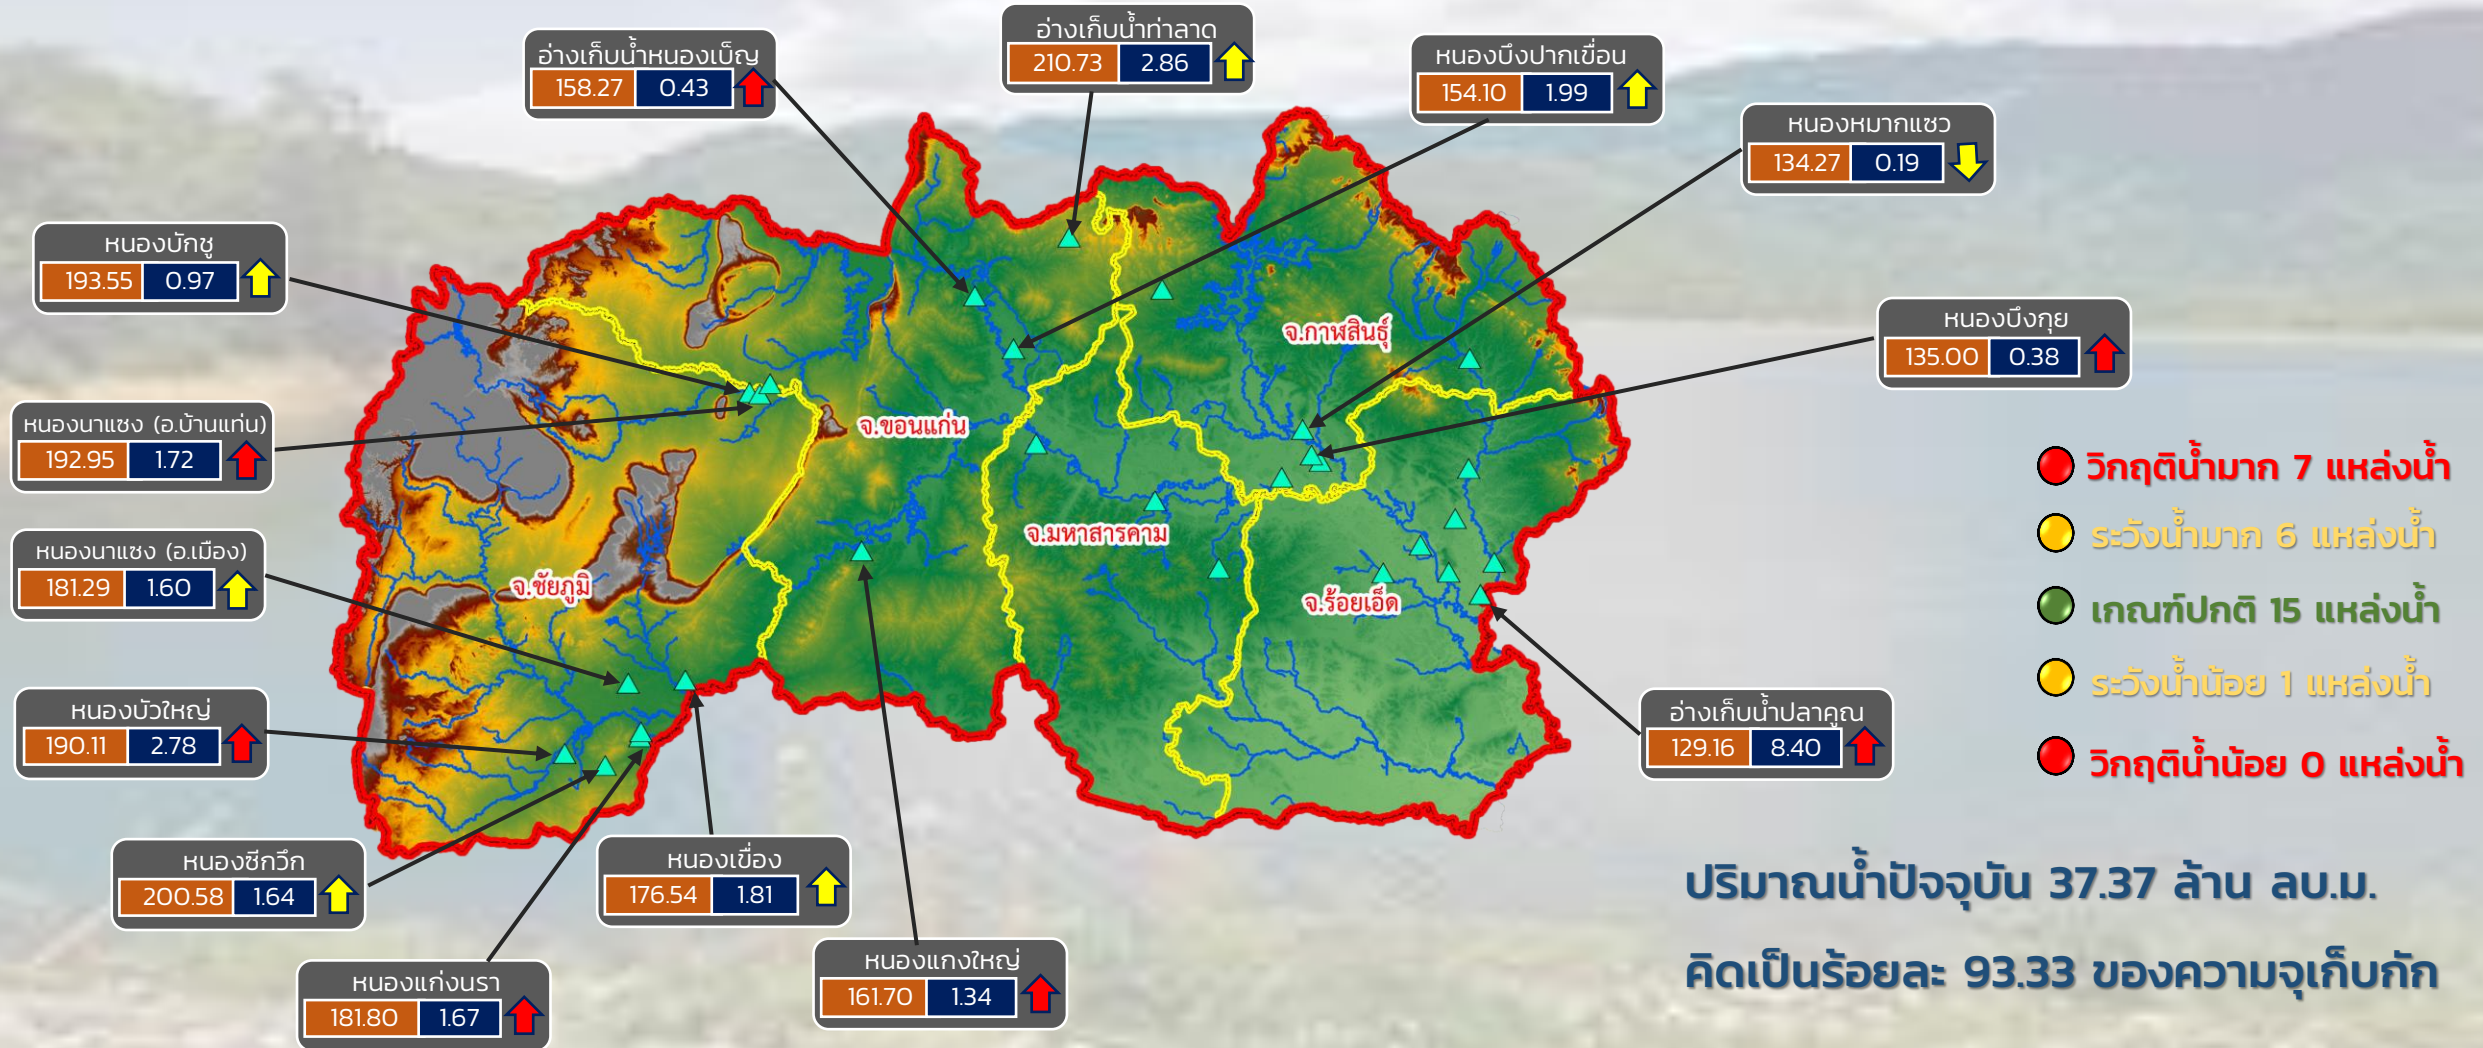 อ่างเก็บน้ำท่าลาด
210.73 2.86
อ่างเก็บน้ำหนองเบ็ญ
158.27 0.43
หนองบึงปากเขื่อน
154.10 1.99
หนองหมากแซว
134.27 0.19
หนองบักซู
193.55 0.97
หนองบึงกุย
135.00 0.38
จ.กาฬสินธุ์
หนองนาแซง (อ.บ้านแท่น)
192.95 1.72
จ.ขอนแก่น
วิกฤติน้ำมาก 7 แหล่งน้ำ
ระวังน้ำมาก 6 แหล่งน้ำ
จ.มหาสารคาม
หนองนาแซง (อ.เมือง)
181.29 1.60
จ.ชัยภูมิ
จ.ร้อยเอ็ด
เกณฑ์ปกติ 15 แหล่งน้ำ
ระวังน้ำน้อย 1 แหล่งน้ำ
หนองบัวใหญ่
190.11 2.78
อ่างเก็บน้ำปลาคูณ
129.16 8.40
วิกฤติน้ำน้อย 0 แหล่งน้ำ
หนองซีกวึก
200.58 1.64
หนองเขื่อง
176.54 1.81
ปริมาณน้ำปัจจุบัน 37.37 ล้าน ลบ.ม.
หนองแก่งนรา
181.80 1.67
หนองแกงใหญ่
161.70 1.34
คิดเป็นร้อยละ 93.33 ของความจุเก็บกัก